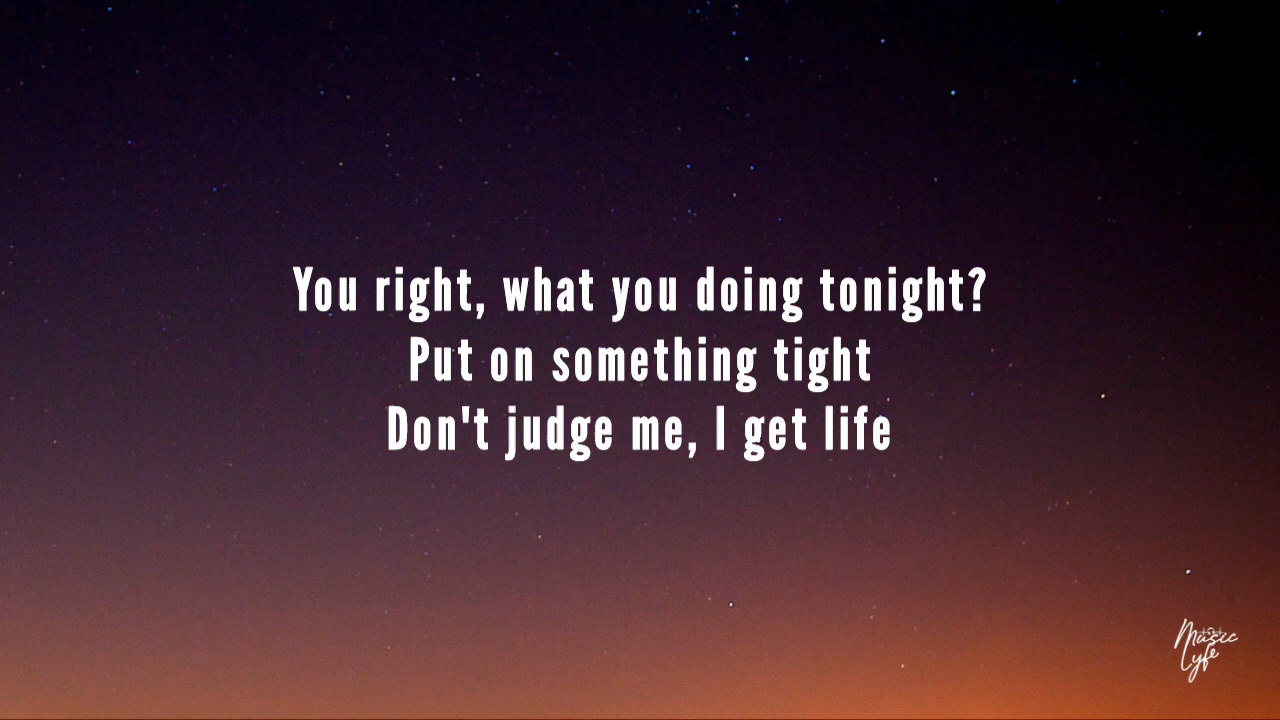 You right, what you doing tonight?
Put on something tight
Don't judge me, I get life
Music
Lyfe